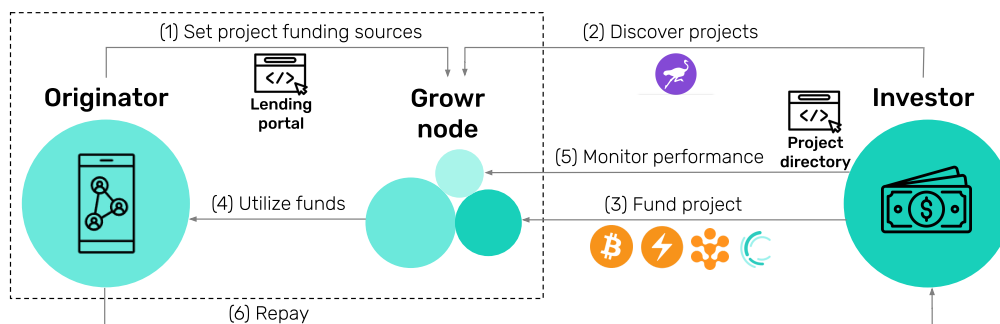 (1) Set project funding sources
(2) Discover projects
Originator
</>
Lending
portal
Growr
node
</>
Project
directory
Investor
(5) Monitor performance
(4) Utilize funds
(3) Fund project
$
(6) Repay